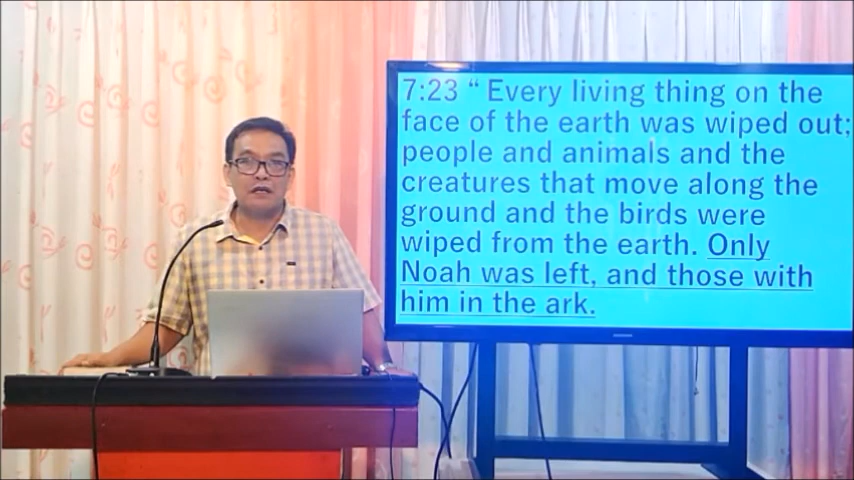 7:23 “ Every living thing on the
face of the earth was wiped out;
people and animals and the
creatures that move along the
ground and the birds were
wiped from the earth. Only
Noah was left, and those with
him in the ark.